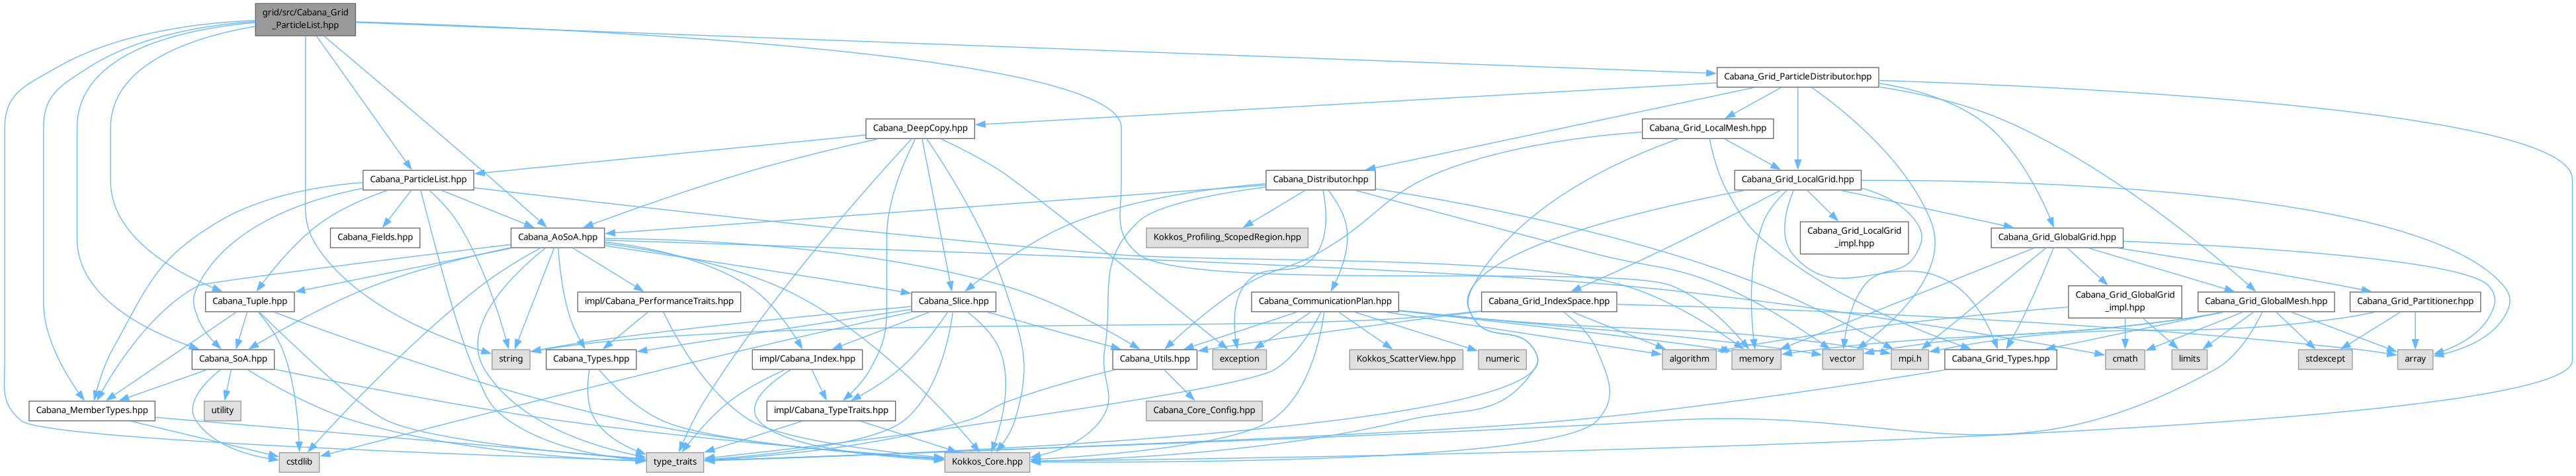 grid/src/Cabana_Grid
_ParticleList.hpp
Cabana_Grid_ParticleDistributor.hpp
Cabana_DeepCopy.hpp
Cabana_Grid_LocalMesh.hpp
Cabana_ParticleList.hpp
Cabana_Distributor.hpp
Cabana_Grid_LocalGrid.hpp
Cabana_Fields.hpp
Cabana_AoSoA.hpp
Kokkos_Profiling_ScopedRegion.hpp
Cabana_Grid_LocalGrid
_impl.hpp
Cabana_Grid_GlobalGrid.hpp
Cabana_Tuple.hpp
impl/Cabana_PerformanceTraits.hpp
Cabana_Slice.hpp
Cabana_CommunicationPlan.hpp
Cabana_Grid_IndexSpace.hpp
Cabana_Grid_GlobalGrid
_impl.hpp
Cabana_Grid_GlobalMesh.hpp
Cabana_Grid_Partitioner.hpp
Cabana_SoA.hpp
string
Cabana_Types.hpp
impl/Cabana_Index.hpp
Cabana_Utils.hpp
exception
Kokkos_ScatterView.hpp
numeric
algorithm
memory
vector
mpi.h
Cabana_Grid_Types.hpp
cmath
limits
stdexcept
array
Cabana_MemberTypes.hpp
utility
impl/Cabana_TypeTraits.hpp
Cabana_Core_Config.hpp
cstdlib
type_traits
Kokkos_Core.hpp